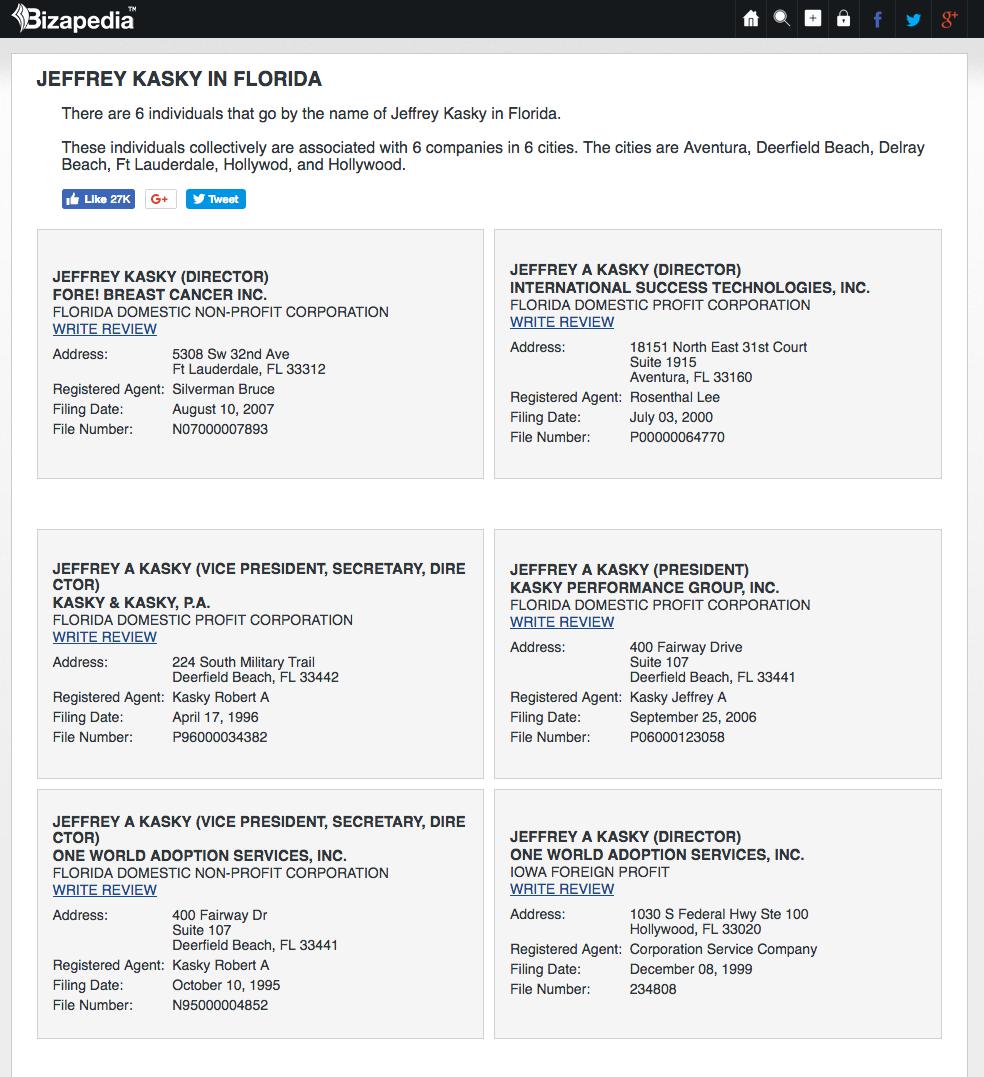 Bizapedia™
f
g+
JEFFREY KASKY IN FLORIDA
There are 6 individuals that go by the name of Jeffrey Kasky in Florida.
These individuals collectively are associated with 6 companies in 6 cities. The cities are Aventura, Deerfield Beach, Delray
Beach, Ft Lauderdale, Hollywod, and Hollywood.
Like 27K
G+
Tweet
JEFFREY KASKY (DIRECTOR)
FORE! BREAST CANCER INC.
FLORIDA DOMESTIC NON-PROFIT CORPORATION
WRITE REVIEW
Address: 5308 Sw 32nd Ave
Ft Lauderdale, FL 33312
Registered Agent: Silverman Bruce
Filing Date: August 10, 2007
File Number: N07000007893
JEFFREY A KASKY (DIRECTOR)
INTERNATIONAL SUCCESS TECHNOLOGIES, INC.
FLORIDA DOMESTIC PROFIT CORPORATION
WRITE REVIEW
Address: 18151 North East 31st Court
Suite 1915
Aventura, FL 33160
Registered Agent: Rosenthal Lee
Filing Date: July 03, 2000
File Number: P00000064770
JEFFREY A KASKY (VICE PRESIDENT, SECRETARY, DIRE
CTOR)
KASKY & KASKY, P.A.
FLORIDA DOMESTIC PROFIT CORPORATION
WRITE REVIEW
Address: 224 South Military Trail
Deerfield Beach, FL 33442
Registered Agent: Kasky Robert A
Filing Date: April 17, 1996
File Number: P96000034382
JEFFREY A KASKY (PRESIDENT)
KASKY PERFORMANCE GROUP, INC.
FLORIDA DOMESTIC PROFIT CORPORATION
WRITE REVIEW
Address: 400 Fairway Drive
Suite 107
Deerfield Beach, FL 33441
Registered Agent: Kasky Jeffrey A
Filing Date: September 25, 2006
File Number: P06000123058
JEFFREY A KASKY (VICE PRESIDENT, SECRETARY, DIRE
CTOR)
ONE WORLD ADOPTION SERVICES, INC.
FLORIDA DOMESTIC NON-PROFIT CORPORATION
WRITE REVIEW
Address: 400 Fairway Dr
Suite 107
Deerfield Beach, FL 33441
Registered Agent: Kasky Robert A
Filing Date: October 10, 1995
File Number: N95000004852
JEFFREY A KASKY (DIRECTOR)
ONE WORLD ADOPTION SERVICES, INC.
IOWA FOREIGN PROFIT
WRITE REVIEW
Address: 1030 S Federal Hwy Ste 100
Hollywood, FL 33020
Registered Agent: Corporation Service Company
Filing Date: December 08, 1999
File Number: 234808